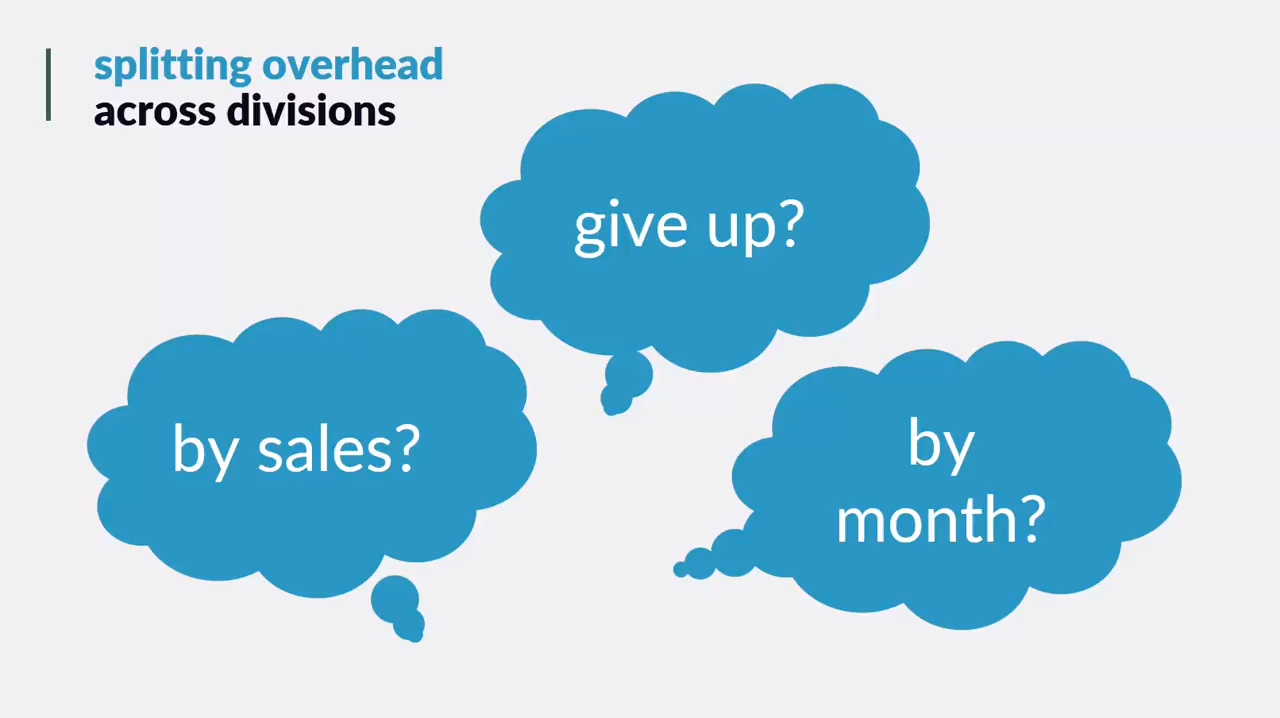 splitting overhead
across divisions
give up?
by sales?
by
month?